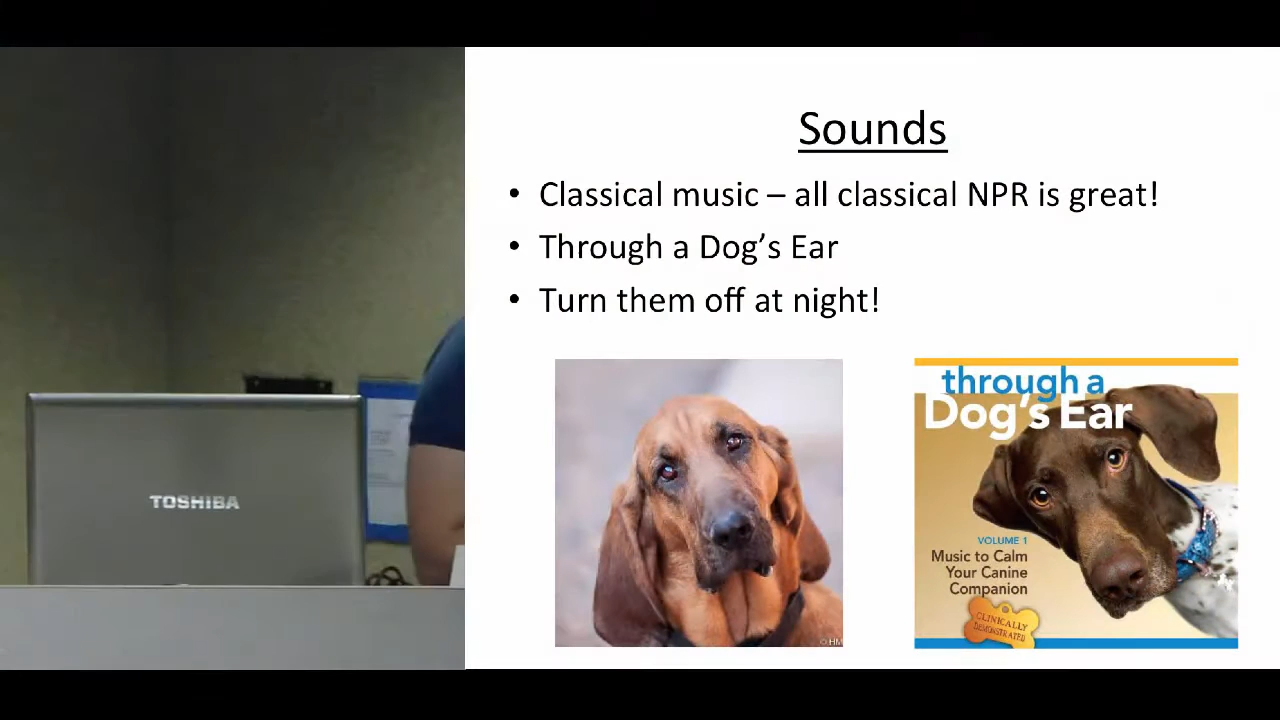 Sounds
• Classical music – all classical NPR is great!
• Through a Dog's Ear
• Turn them off at night!
TOSHIBA
© HM
through a
Dog's Ear
VOLUME 1
Music to Calm
Your Canine
Companion
CLINICALLY
DEMONSTRATED